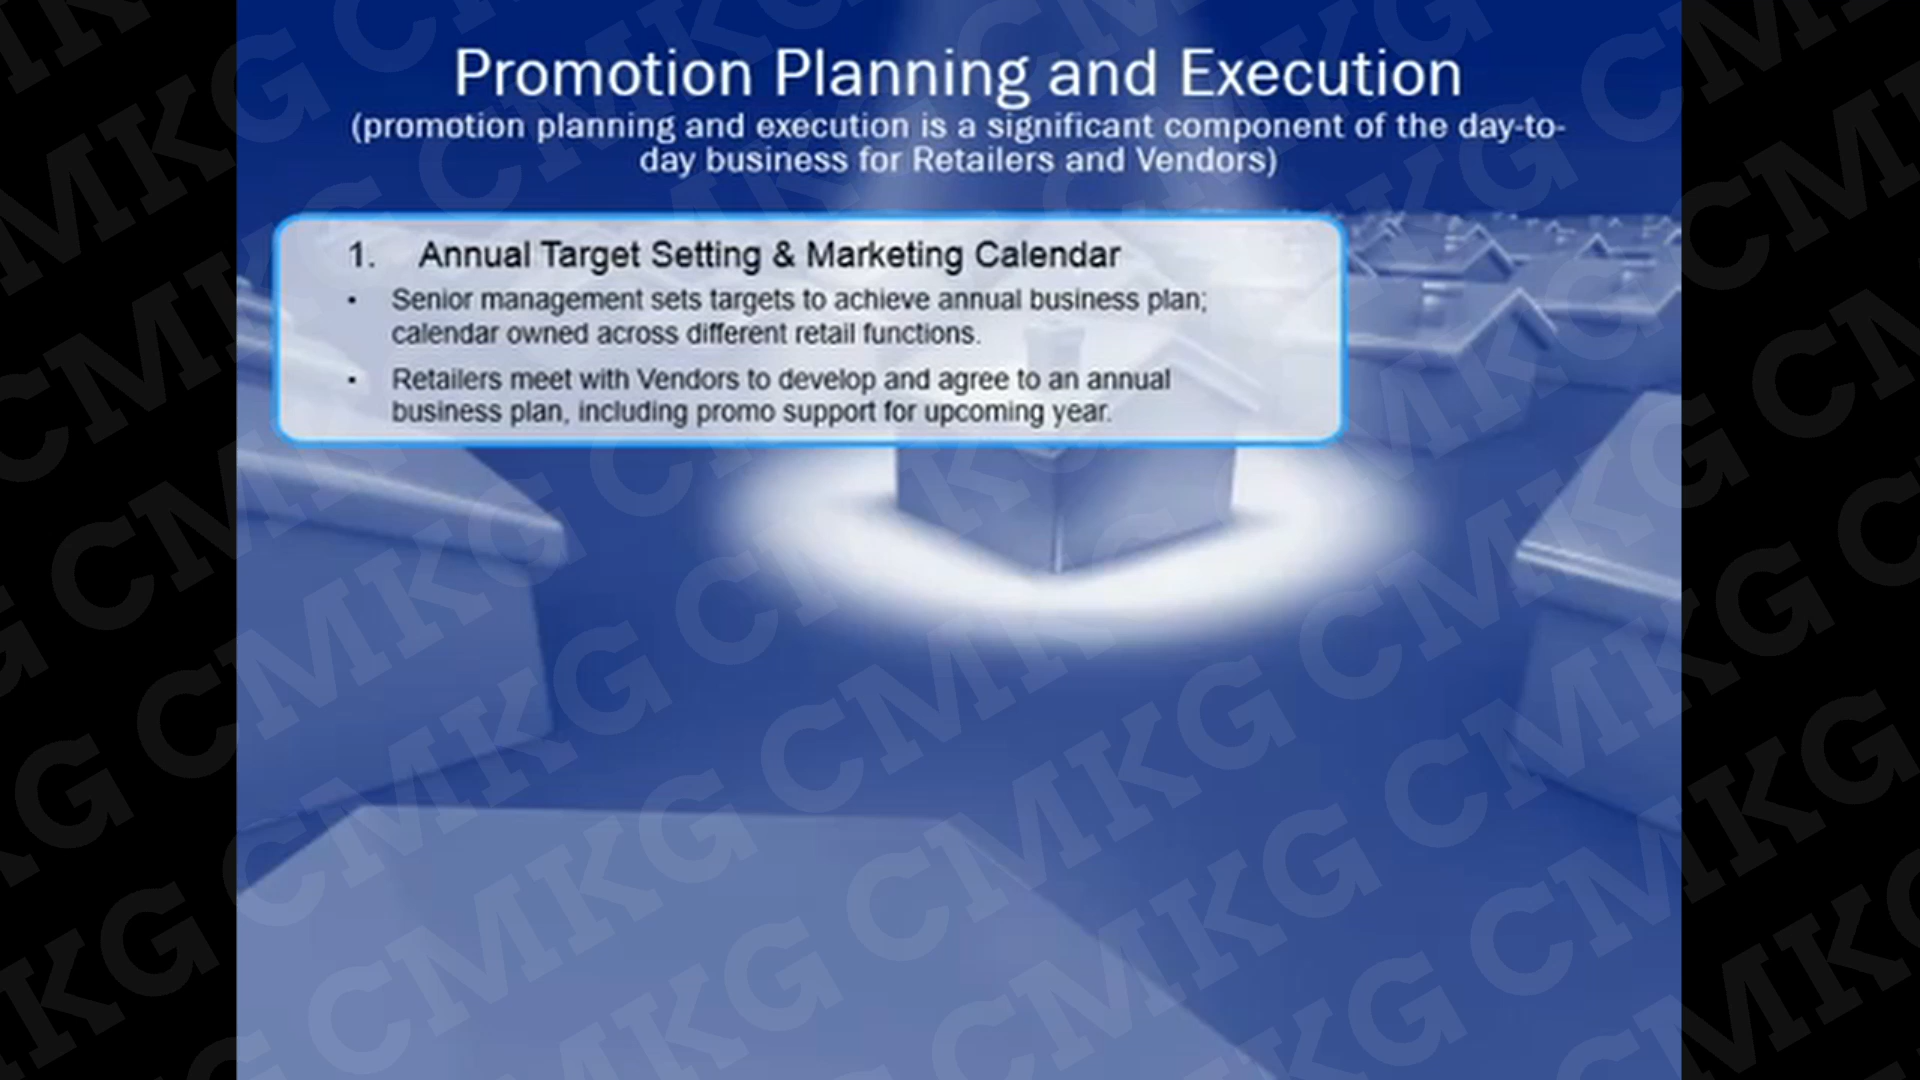 Promotion Planning and Execution
(promotion planning and execution is a significant component of the day-to-
day business for Retailers and Vendors)
1. Annual Target Setting & Marketing Calendar
• Senior management sets targets to achieve annual business plan;
calendar owned across different retail functions.
• Retailers meet with Vendors to develop and agree to an annual
business plan, including promo support for upcoming year.
CMKG